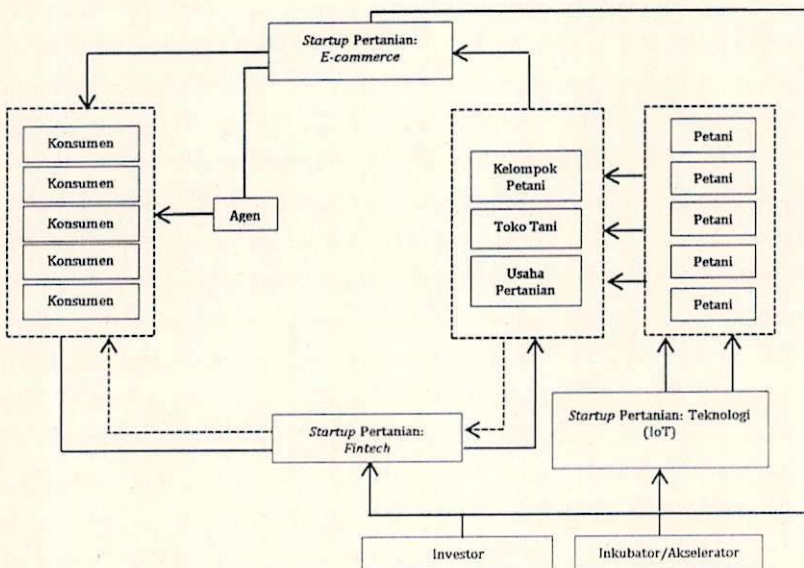 Startup Pertanian:
E-commerce
Konsumen
Konsumen
Konsumen
Konsumen
Konsumen
Agen
Kelompok
Petani
Toko Tani
Usaha
Pertanian
Petani
Petani
Petani
Petani
Petani
Startup Pertanian:
Fintech
Startup Pertanian: Teknologi
(IoT)
Investor
Inkubator/Akselerator